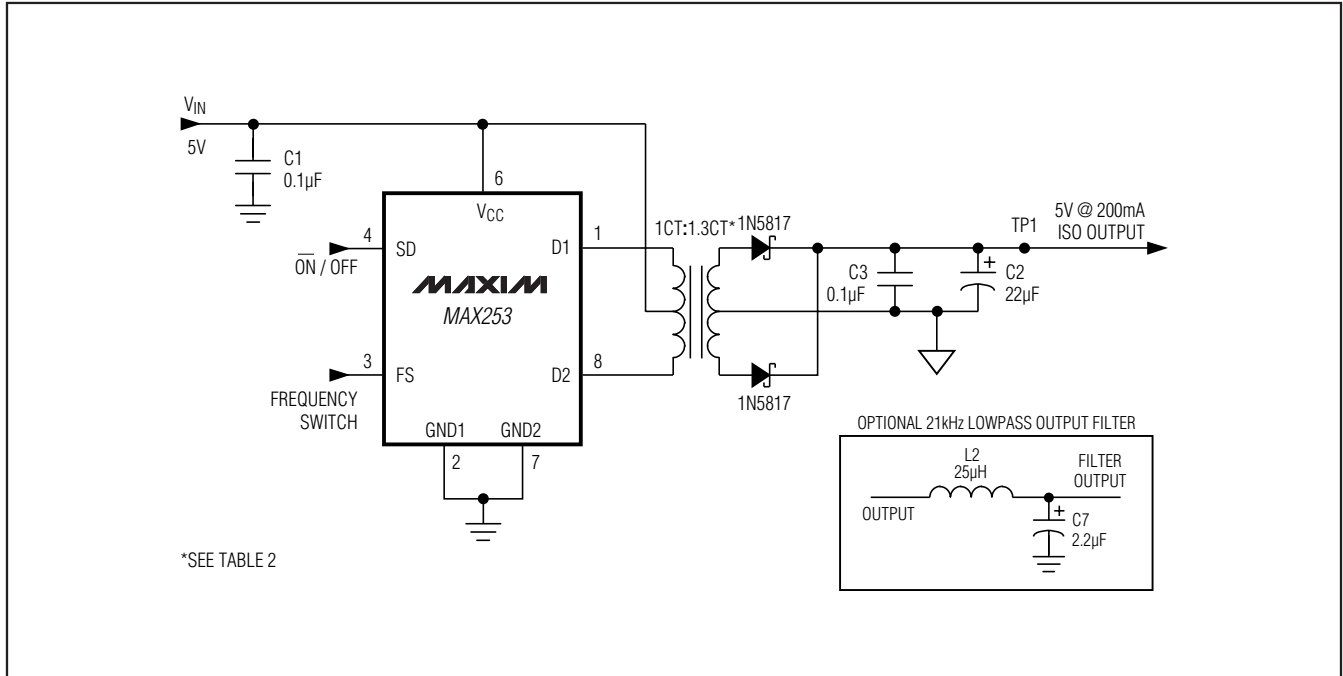 VIN
5V
C1
0.1µF
6
VCC
4
SD
ON / OFF
D1
1
MAXIM
MAX253
3
FS
FREQUENCY
SWITCH
D2
8
GND1
GND2
2
7
1CT:1.3CT*
1N5817
1N5817
C3
0.1µF
+
C2
22µF
TP1
5V @ 200mA
ISO OUTPUT
OPTIONAL 21kHz LOWPASS OUTPUT FILTER
L2
25µH
OUTPUT
FILTER
OUTPUT
+
C7
2.2µF
*SEE TABLE 2